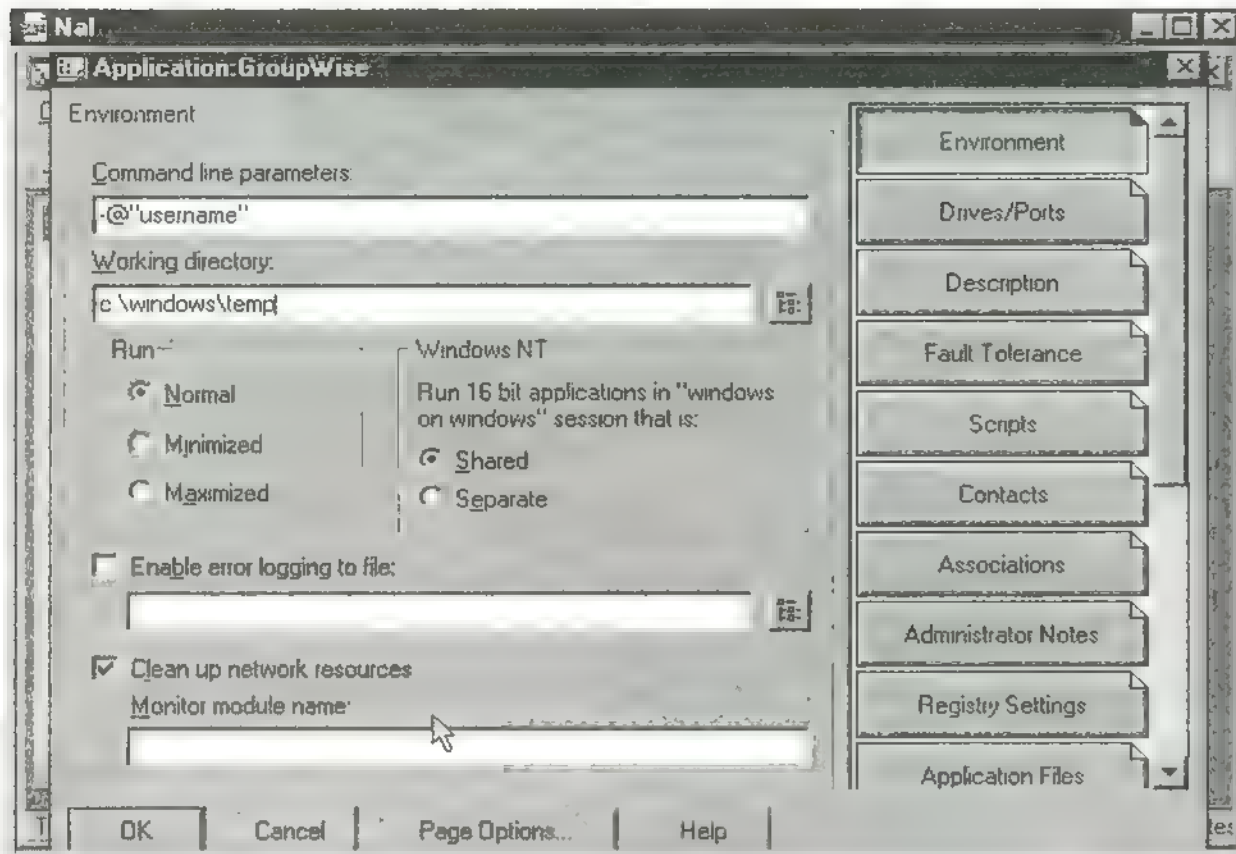 Nal
Application:GroupWise
Environment
Command line parameters:
-@"username"
Working directory:
c:\windows\temp
Run
Normal
Minimized
Maximized
Windows NT
Run 16 bit applications in "windows
on windows" session that is:
Shared
Separate
Enable error logging to file:
Clean up network resources
Monitor module name:
OK
Cancel
Page Options...
Help
Environment
Drives/Ports
Description
Fault Tolerance
Scripts
Contacts
Associations
Administrator Notes
Registry Settings
Application Files